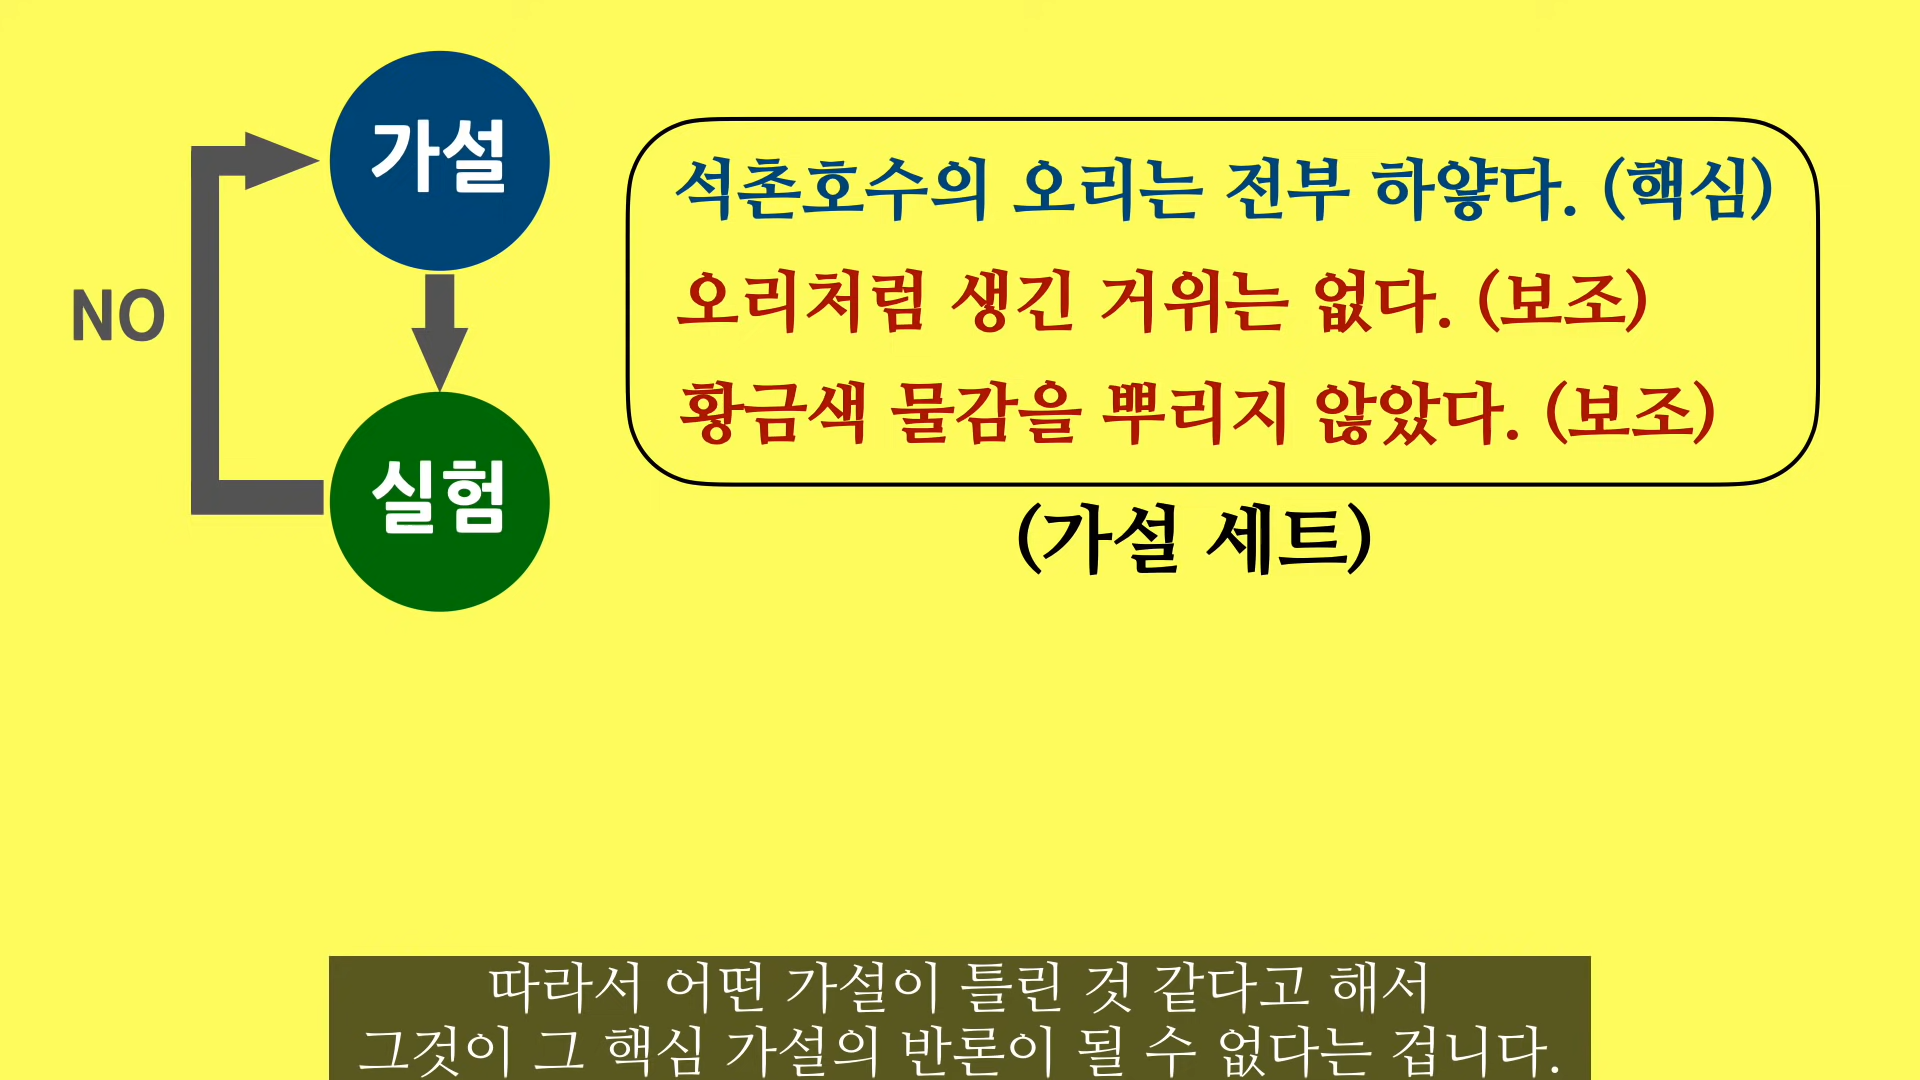 가설
NO
실험
석촌호수의 오리는 전부 하얗다. (핵심)
오리처럼 생긴 거위는 없다. (보조)
황금색 물감을 뿌리지 않았다. (보조)
(가설 세트)
따라서 어떤 가설이 틀린 것 같다고 해서
그것이 그 핵심 가설의 반론이 될 수 없다는 겁니다.